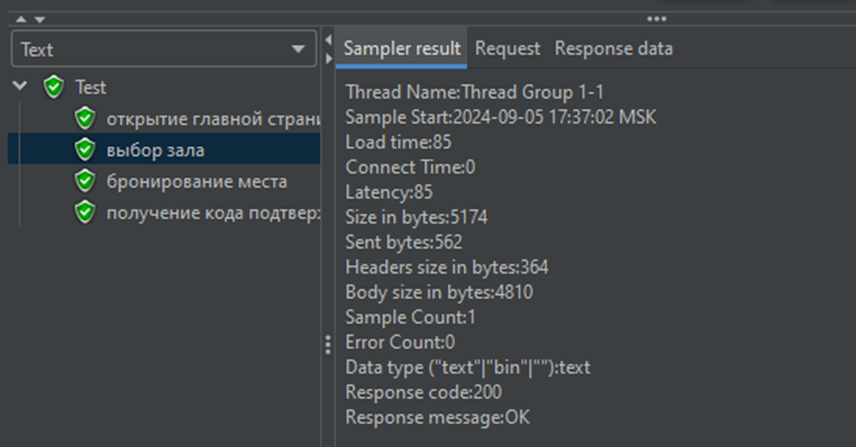 Text
Test
открытие главной страни
выбор зала
бронирование места
получение кода подтвер
Sampler result Request Response data
Thread Name:Thread Group 1-1
Sample Start:2024-09-05 17:37:02 MSK
Load time:85
Connect Time:0
Latency:85
Size in bytes:5174
Sent bytes:562
Headers size in bytes:364
Body size in bytes:4810
Sample Count:1
Error Count:0
Data type ("text"|"bin"|""):text
Response code:200
Response message:OK